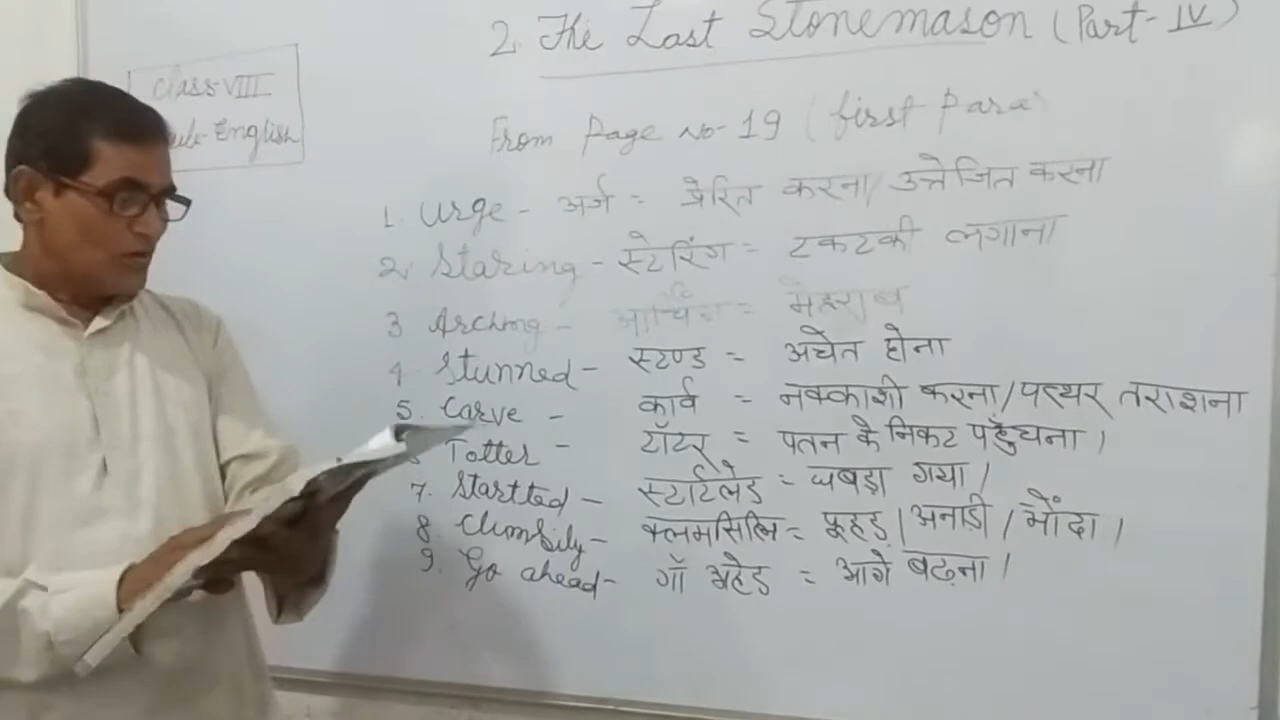 2. The Last Stonemason (Part-IV)
Class-VIII
Sub- English
From Page No-19 (first Para
1. Urge - अर्ज = प्रेरित करना/ उत्तेजित करना
2. Staring - स्टेरिंग = टकटकी लगाना
3 Arching - = मेहराब
4. Stunned - स्टण्ड = अचेत होना
5. Carve - कार्व = नक्काशी करना/पत्थर तराशना
6 Totter - टॉटर = पतन के निकट पहुँचना।
7. Startted - स्टार्टलेड = घबड़ा गया।
8. - क्लमसिलि = फूहड़/अनाड़ी/भोंदा।
9. Go ahead - गॉ अहेड = आगे बढ़ना।